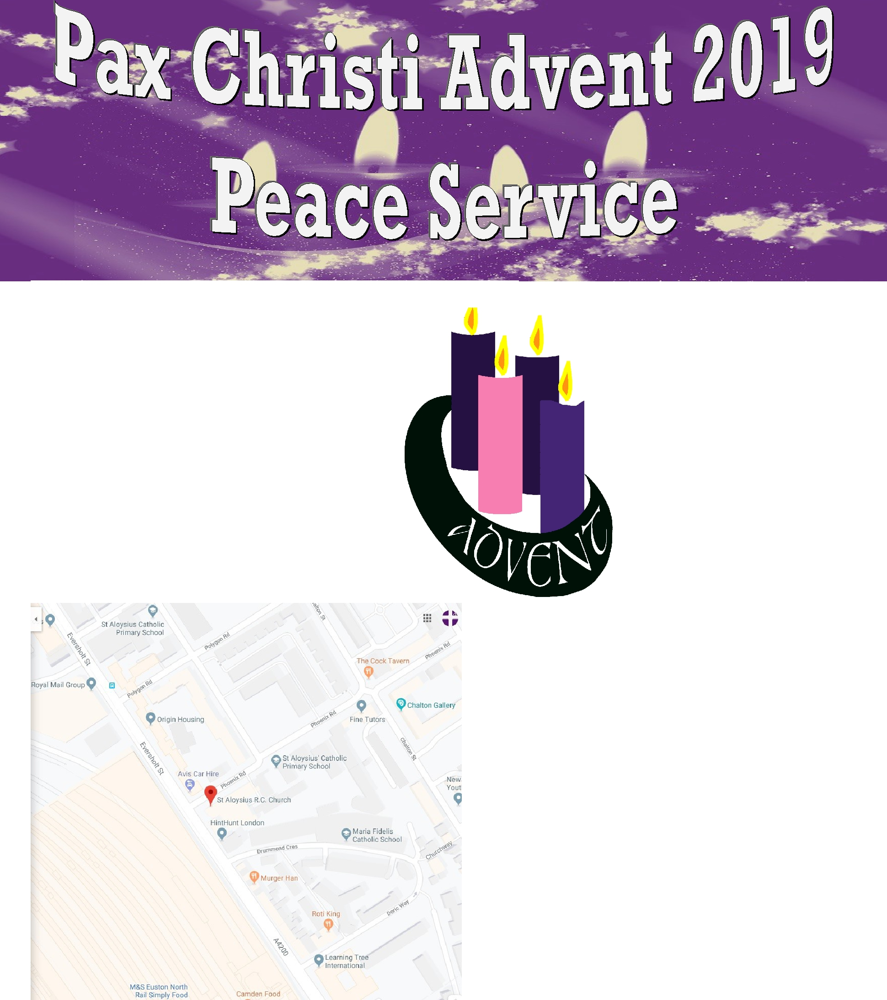 Pax Christi Advent 2019
Peace Service
ADVENT
St Aloysius Catholic
Primary School
Eversholt St
Polygon Rd
Chalton St
Phoenix Rd
The Cock Tavern
Royal Mail Group
Polygon Rd
Chalton Gallery
Origin Housing
Phoenix Rd
Fine Tutors
Eversholt St
Chalton St
St Aloysius' Catholic
Primary School
Avis Car Hire
Phoenix Rd
New
Yout
St Aloysius R.C. Church
HintHunt London
Maria Fidelis
Catholic School
Drummond Cres
Churchway
Murger Han
Doric Way
Roti King
A4200
Learning Tree
International
M&S Euston North
Rail Simply Food
Camden Food